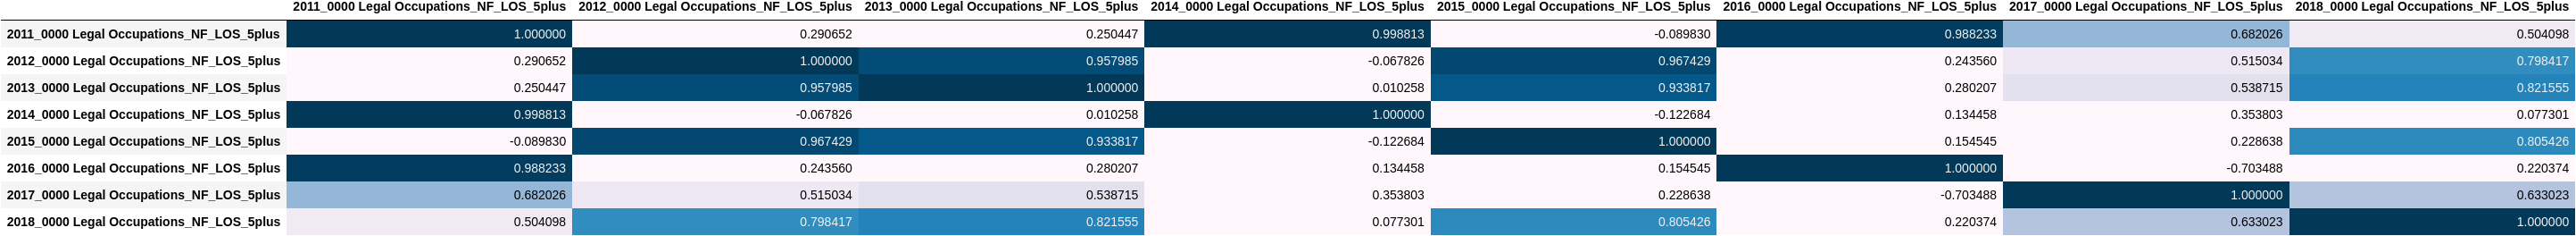 2011_0000 Legal Occupations_NF_LOS_5plus 2012_0000 Legal Occupations_NF_LOS_5plus 2013_0000 Legal Occupations_NF_LOS_5plus 2014_0000 Legal Occupations_NF_LOS_5plus 2015_0000 Legal Occupations_NF_LOS_5plus 2016_0000 Legal Occupations_NF_LOS_5plus 2017_0000 Legal Occupations_NF_LOS_5plus 2018_0000 Legal Occupations_NF_LOS_5plus
2011_0000 Legal Occupations_NF_LOS_5plus 1.000000 0.290652 0.250447 0.998813 -0.089830 0.988233 0.682026 0.504098
2012_0000 Legal Occupations_NF_LOS_5plus 0.290652 1.000000 0.957985 -0.067826 0.967429 0.243560 0.515034 0.798417
2013_0000 Legal Occupations_NF_LOS_5plus 0.250447 0.957985 1.000000 0.010258 0.933817 0.280207 0.538715 0.821555
2014_0000 Legal Occupations_NF_LOS_5plus 0.998813 -0.067826 0.010258 1.000000 -0.122684 0.134458 0.353803 0.077301
2015_0000 Legal Occupations_NF_LOS_5plus -0.089830 0.967429 0.933817 -0.122684 1.000000 0.154545 0.228638 0.805426
2016_0000 Legal Occupations_NF_LOS_5plus 0.988233 0.243560 0.280207 0.134458 0.154545 1.000000 -0.703488 0.220374
2017_0000 Legal Occupations_NF_LOS_5plus 0.682026 0.515034 0.538715 0.353803 0.228638 -0.703488 1.000000 0.633023
2018_0000 Legal Occupations_NF_LOS_5plus 0.504098 0.798417 0.821555 0.077301 0.805426 0.220374 0.633023 1.000000